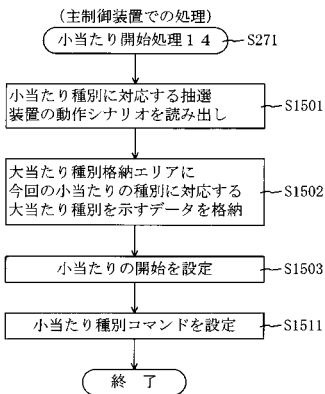 (主制御装置での処理)
小当たり開始処理14
S271
小当たり種別に対応する抽選
装置の動作シナリオを読み出し
S1501
大当たり種別格納エリアに
今回の小当たりの種別に対応する
大当たり種別を示すデータを格納
S1502
小当たりの開始を設定
S1503
小当たり種別コマンドを設定
S1511
終 了